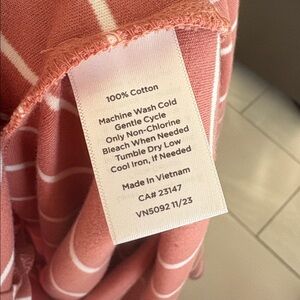 100% Cotton
Machine Wash Cold
Gentle Cycle
Only Non-Chlorine
Bleach When Needed
Tumble Dry Low
Cool Iron, If Needed
Made in Vietnam
CA# 23147
VN5092 11/23